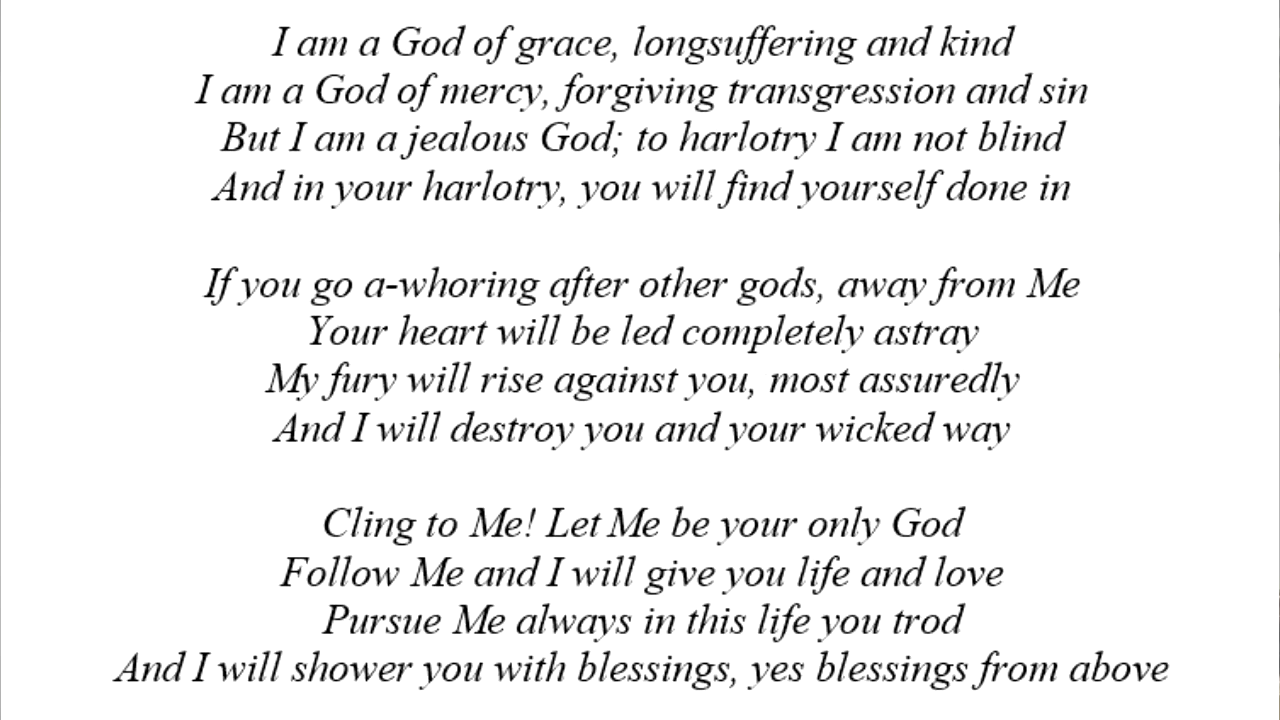 I am a God of grace, longsuffering and kind
I am a God of mercy, forgiving transgression and sin
But I am a jealous God; to harlotry I am not blind
And in your harlotry, you will find yourself done in
If you go a-whoring after other gods, away from Me
Your heart will be led completely astray
My fury will rise against you, most assuredly
And I will destroy you and your wicked way
Cling to Me! Let Me be your only God
Follow Me and I will give you life and love
Pursue Me always in this life you trod
And I will shower you with blessings, yes blessings from above